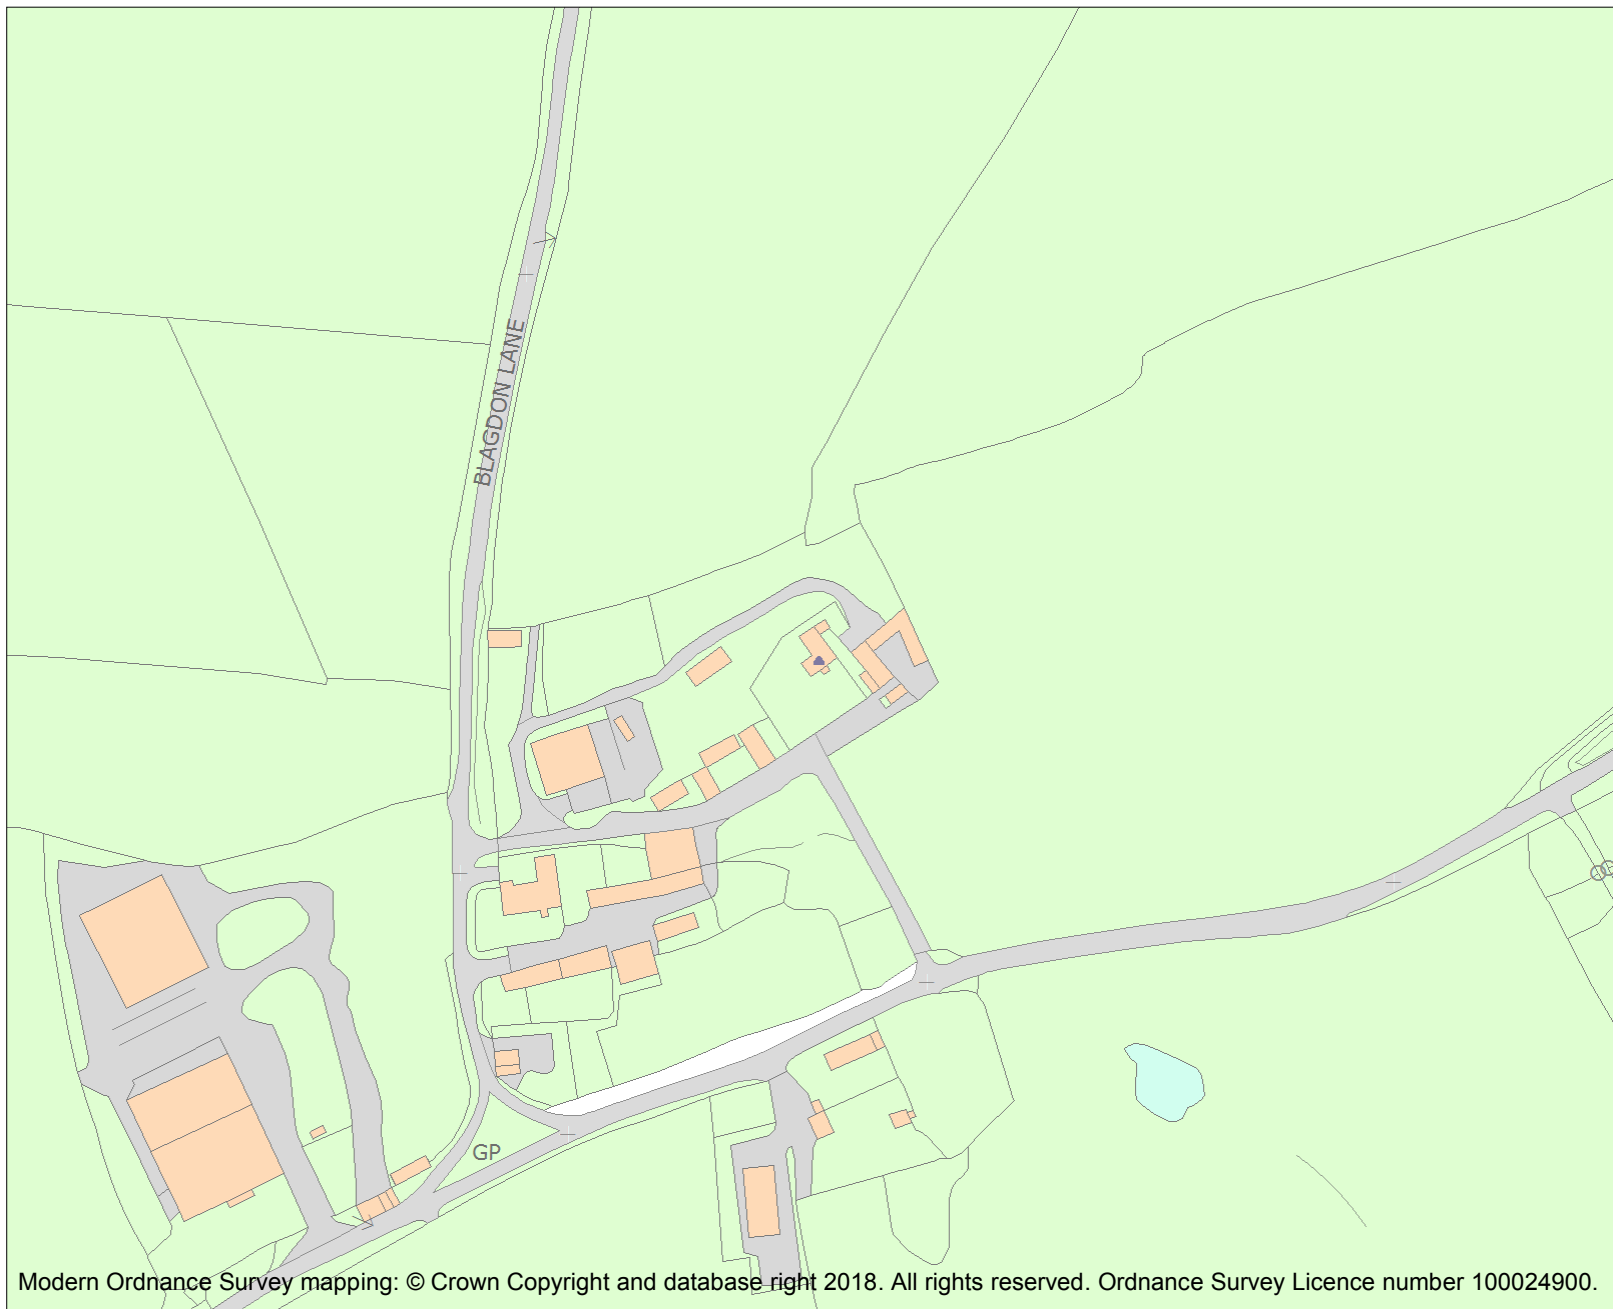 BLAGDON LANE
GP
Modern Ordnance Survey mapping: © Crown Copyright and database right 2018. All rights reserved. Ordnance Survey Licence number 100024900.